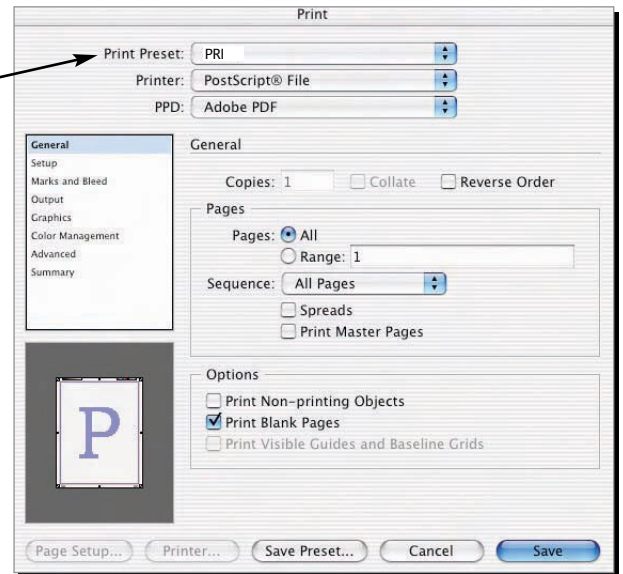 Print
Print Preset: PRI
Printer: PostScript® File
PPD: Adobe PDF
General
Setup
Marks and Bleed
Output
Graphics
Color Management
Advanced
Summary
General
Copies: 1 Collate Reverse Order
Pages
Pages: All
Range: 1
Sequence: All Pages
Spreads
Print Master Pages
Options
Print Non-printing Objects
Print Blank Pages
Print Visible Guides and Baseline Grids
P
Page Setup... Printer... Save Preset... Cancel Save